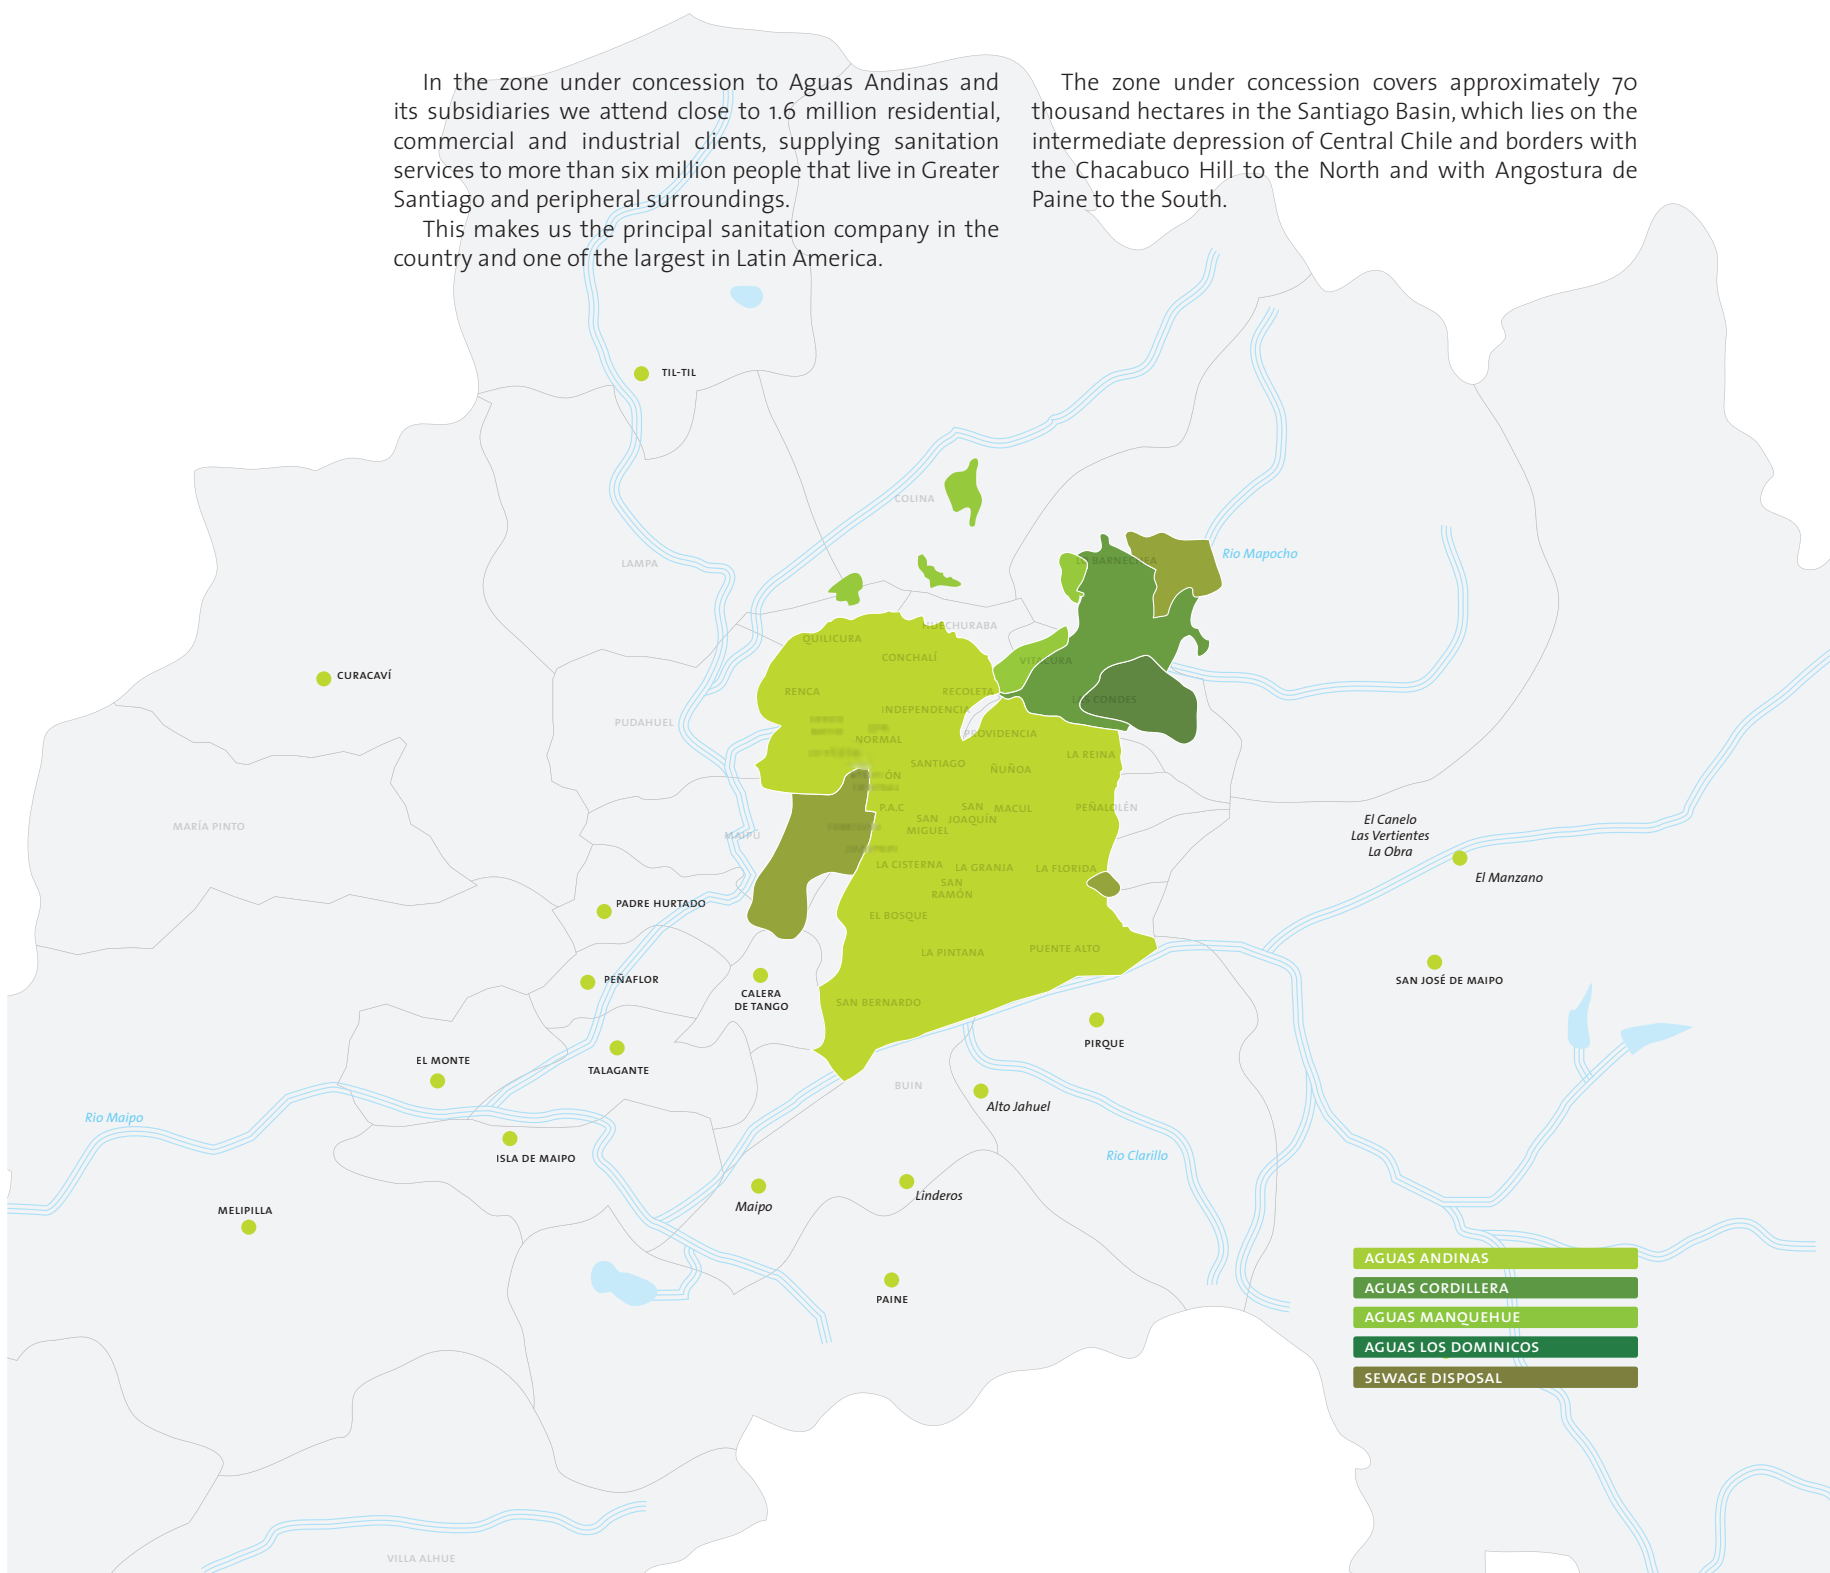 In the zone under concession to Aguas Andinas and
its subsidiaries we attend close to 1.6 million residential,
commercial and industrial clients, supplying sanitation
services to more than six million people that live in Greater
Santiago and peripheral surroundings.
This makes us the principal sanitation company in the
country and one of the largest in Latin America.
The zone under concession covers approximately 70
thousand hectares in the Santiago Basin, which lies on the
intermediate depression of Central Chile and borders with
the Chacabuco Hill to the North and with Angostura de
Paine to the South.
TIL-TIL
COLINA
LAMPA
Rio Mapocho
LO BARNECHEA
HUECHURABA
QUILICURA
CONCHALÍ
VITACURA
CURACAVÍ
RENCA
RECOLETA
LAS CONDES
INDEPENDENCIA
PUDAHUEL
PROVIDENCIA
NORMAL
LA REINA
SANTIAGO
ÑUÑOA
P.A.C
SAN
JOAQUÍN
MACUL
PEÑALOLÉN
SAN
MIGUEL
MARÍA PINTO
MAIPÚ
El Canelo
Las Vertientes
La Obra
El Manzano
LA CISTERNA
LA GRANJA
LA FLORIDA
SAN
RAMÓN
PADRE HURTADO
EL BOSQUE
LA PINTANA
PUENTE ALTO
PEÑAFLOR
CALERA
DE TANGO
SAN JOSÉ DE MAIPO
SAN BERNARDO
PIRQUE
EL MONTE
TALAGANTE
BUIN
Alto Jahuel
Rio Maipo
ISLA DE MAIPO
Rio Clarillo
MELIPILLA
Maipo
Linderos
PAINE
AGUAS ANDINAS
AGUAS CORDILLERA
AGUAS MANQUEHUE
AGUAS LOS DOMINICOS
SEWAGE DISPOSAL
VILLA ALHUE